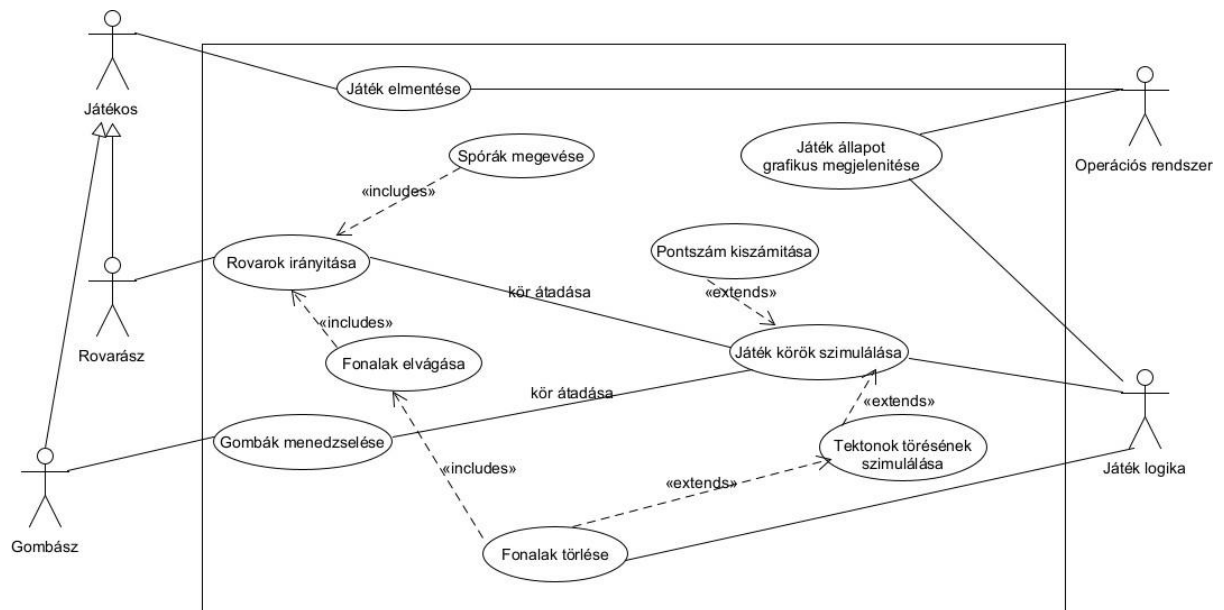 Játék elmentése
Játékos
Spórák megevése
Játék állapot
grafikus megjelenitése
Operációs rendszer
«includes»
Rovarok irányitása
Pontszám kiszámitása
kör átadása
«extends»
«includes»
Rovarász
Fonalak elvágása
Játék körök szimulálása
kör átadása
«extends»
Gombák menedzselése
Tektonok törésének
szimulálása
«includes»
«extends»
Játék logika
Gombász
Fonalak törlése